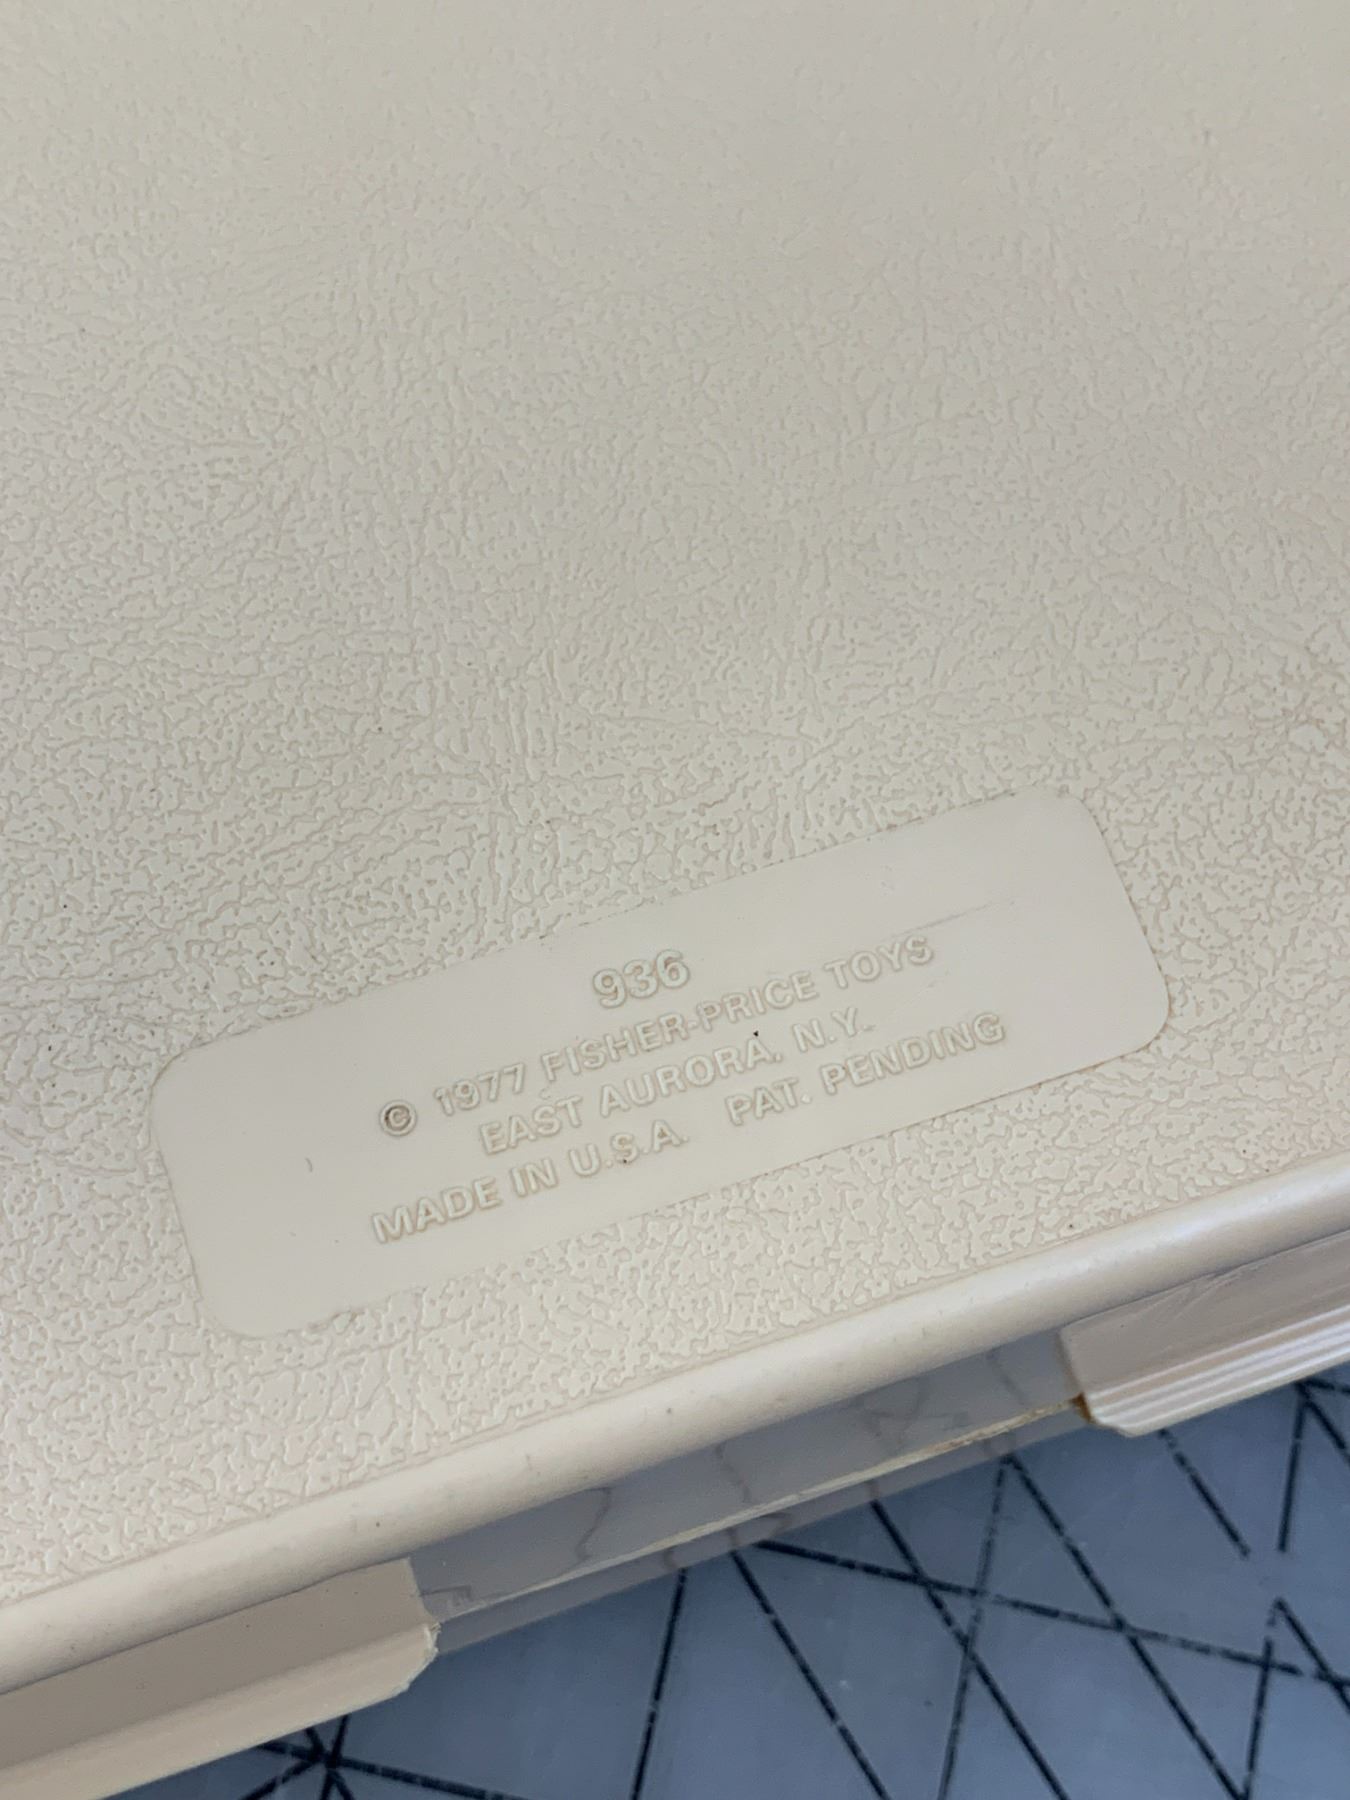 936
© 1977 FISHER-PRICE TOYS
EAST AURORA, N.Y.
MADE IN U.S.A. PAT. PENDING